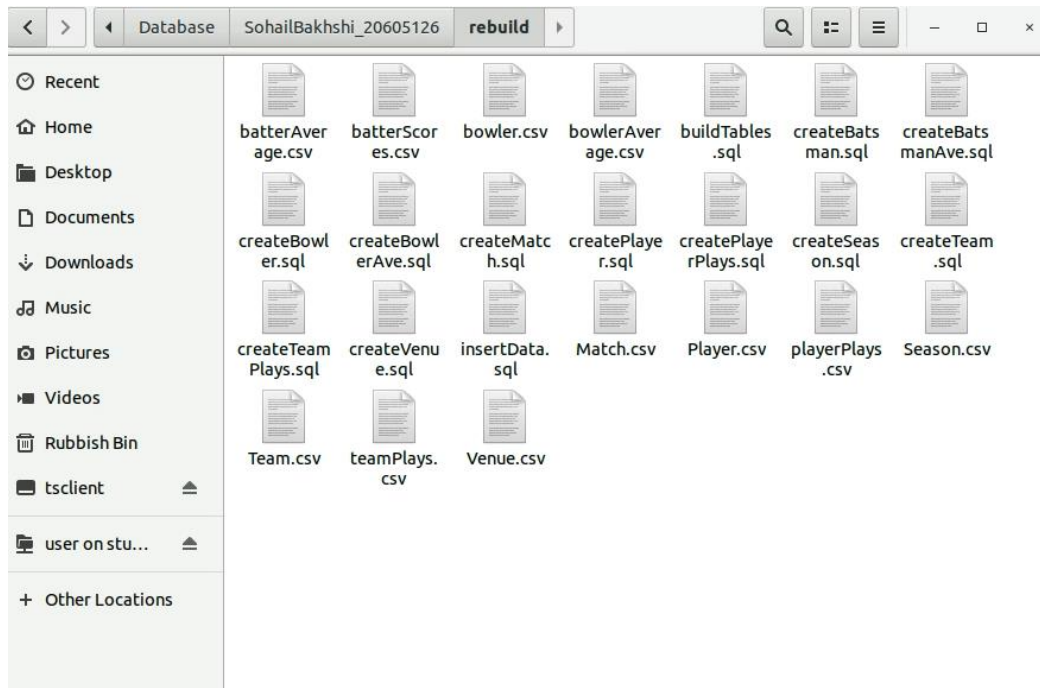 Database SohailBakhshi_20605126 rebuild
Recent
Home
Desktop
Documents
Downloads
Music
Pictures
Videos
Rubbish Bin
tsclient
user on stu...
+ Other Locations
batterAver
age.csv
batterScor
es.csv
bowler.csv
bowlerAver
age.csv
buildTables
.sql
createBats
man.sql
createBats
manAve.sql
createBowl
er.sql
createBowl
erAve.sql
createMatc
h.sql
createPlaye
r.sql
createPlaye
rPlays.sql
createSeas
on.sql
createTeam
.sql
createTeam
Plays.sql
createVenu
e.sql
insertData.
sql
Match.csv
Player.csv
playerPlays
.csv
Season.csv
Team.csv
teamPlays.
csv
Venue.csv